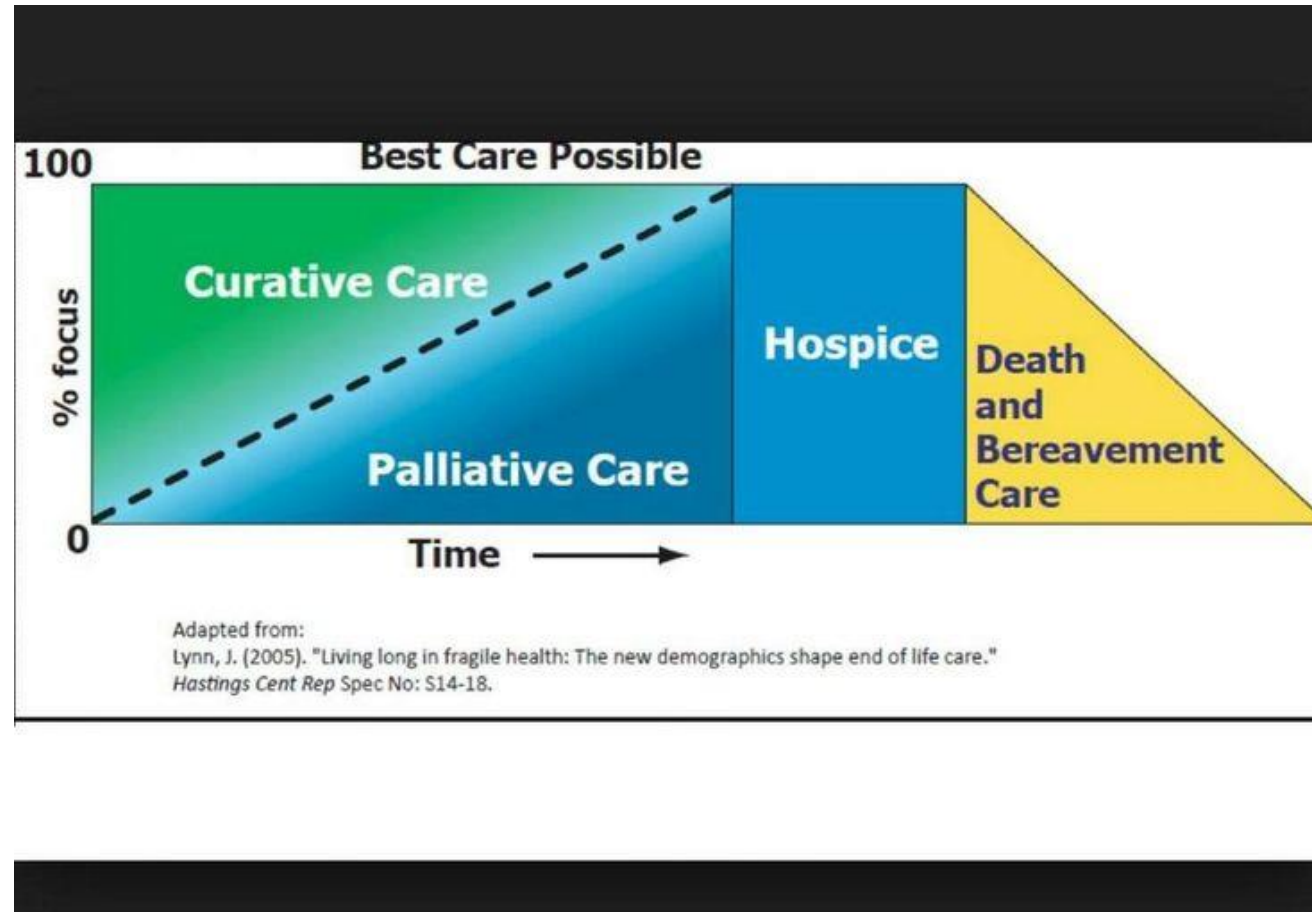 Best Care Possible
100
% focus
0
Curative Care
Palliative Care
Hospice
Death
and
Bereavement
Care
Time
Adapted from:
Lynn, J. (2005). "Living long in fragile health: The new demographics shape end of life care."
Hastings Cent Rep Spec No: S14-18.